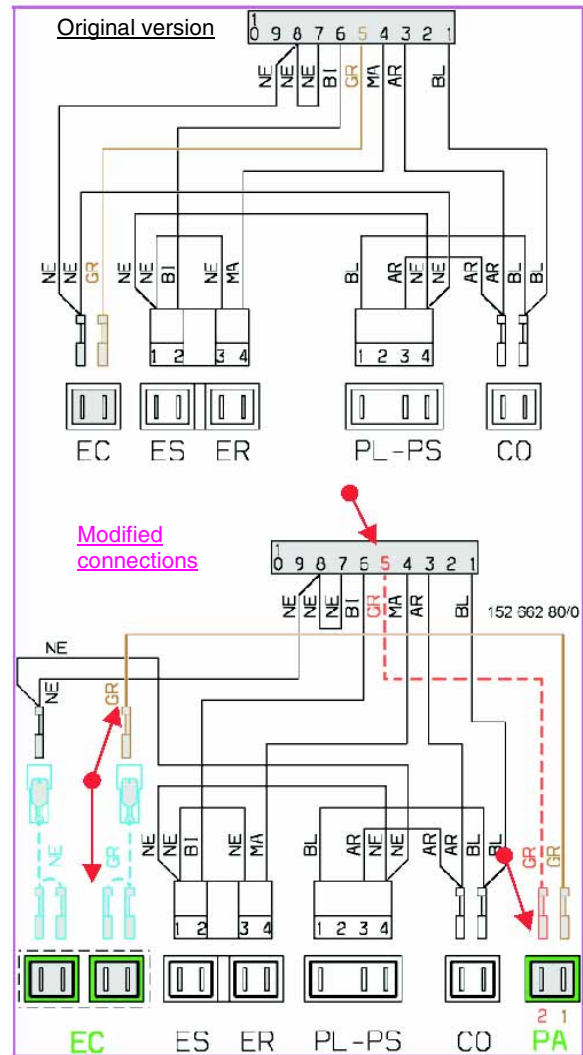 Original version
1
0 9 8 7 6 5 4 3 2 1
NE NE NE BI GR MA AR BL
NE NE GR NE NE BI NE MA BL AR NE NE AR AR BL BL
1 2 3 4 1 2 3 4
EC ES ER PL-PS CO
Modified
connections
1
0 9 8 7 6 5 4 3 2 1
NE NE NE BI GR MA AR BL
152 662 80/0
NE
NE GR
NE NE BI NE MA BL AR NE NE AR AR BL BL GR GR
NE GR
1 2 3 4 1 2 3 4
2 1
EC ES ER PL-PS CO PA